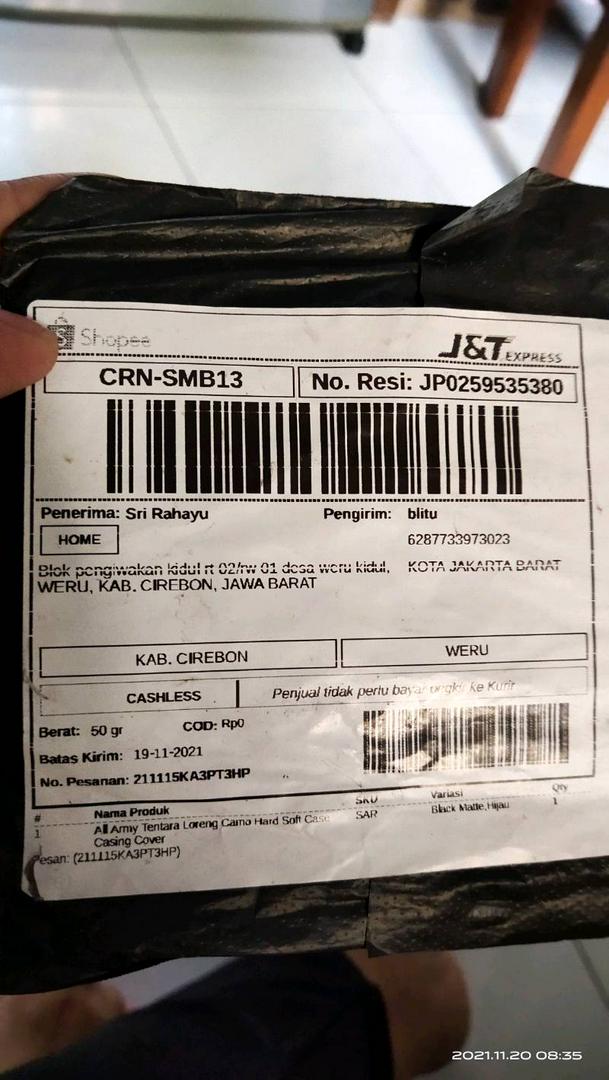 Shopee
J&T EXPRESS
CRN-SMB13
No. Resi: JP0259535380
Penerima: Sri Rahayu
Pengirim: blitu
HOME
6287733973023
Blok pengiwakan kidul rt 02/rw 01 desa weru kidul,
KOTA JAKARTA BARAT
WERU, KAB. CIREBON, JAWA BARAT
KAB. CIREBON
WERU
CASHLESS
Penjual tidak perlu bayar ongkir ke Kurir
Berat: 50 gr
COD: Rp0
Batas Kirim: 19-11-2021
No. Pesanan: 211115KA3PT3HP
# Nama Produk SKU Variasi Qty
1 All Army Tentara Loreng Camo Hard Soft Case SAR Black Matte,Hijau 1
Casing Cover
Pesan: (211115KA3PT3HP)
2021.11.20 08:35